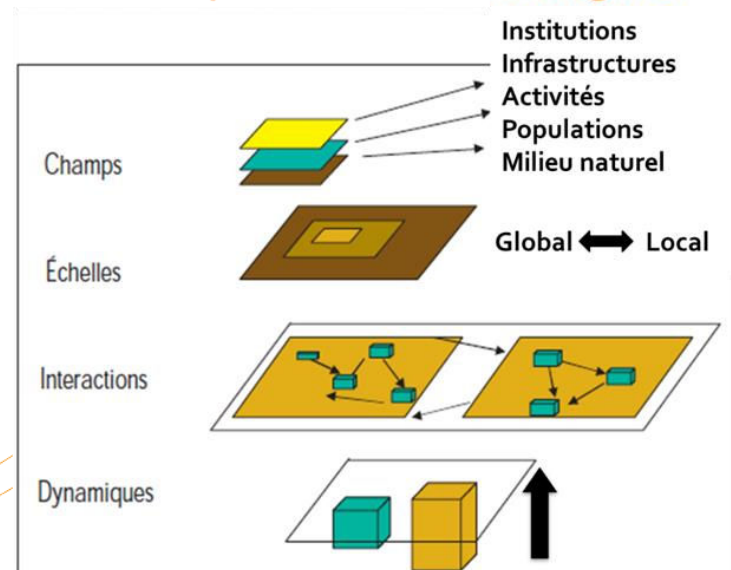 Institutions
Infrastructures
Activités
Populations
Milieu naturel
Champs
Global Local
Échelles
Interactions
Dynamiques